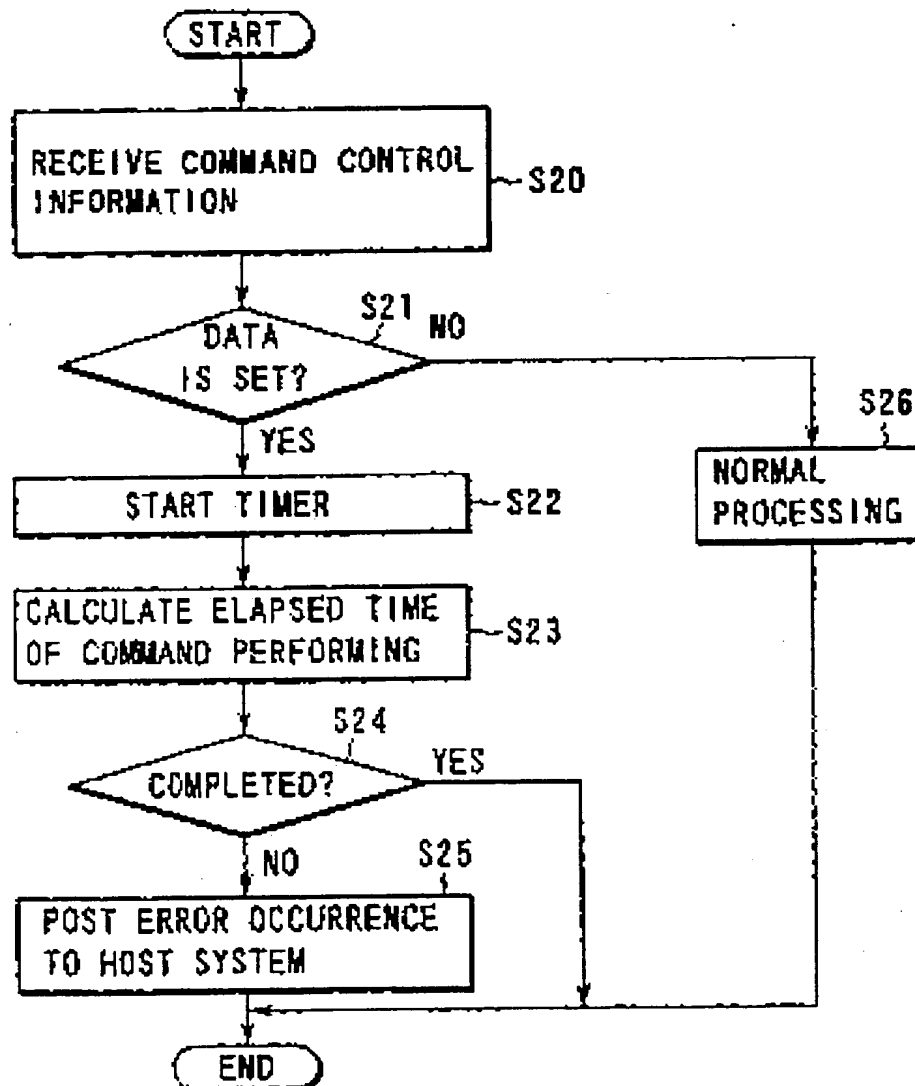 START
RECEIVE COMMAND CONTROL
INFORMATION
S20
S21
DATA
IS SET?
NO
YES
S26
NORMAL
PROCESSING
START TIMER
S22
CALCULATE ELAPSED TIME
OF COMMAND PERFORMING
S23
S24
COMPLETED?
YES
NO
S25
POST ERROR OCCURRENCE
TO HOST SYSTEM
END